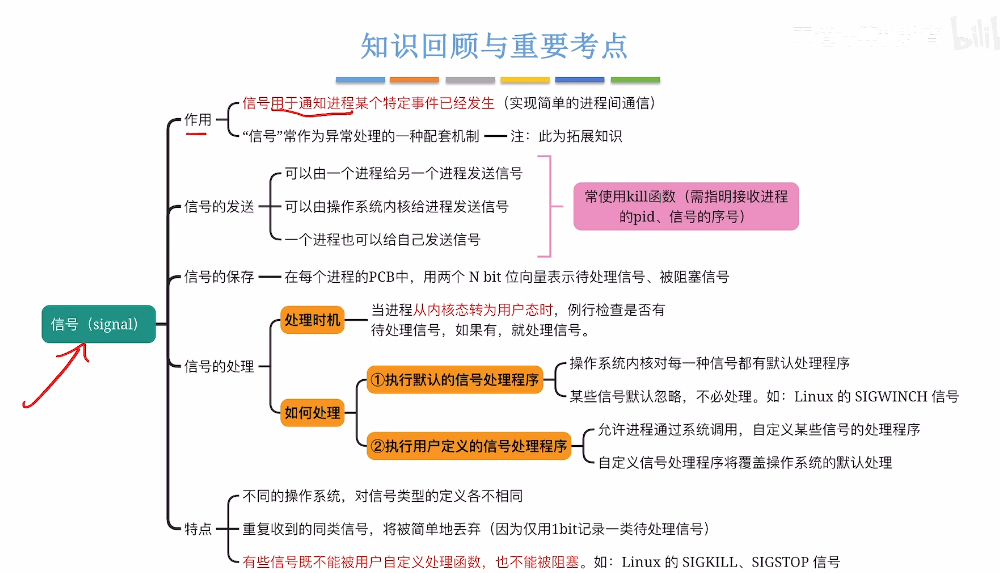 知识回顾与重要考点
bilib
信号用于通知进程某个特定事件已经发生（实现简单的进程间通信）
作用
“信号”常作为异常处理的一种配套机制
注：此为拓展知识
可以由一个进程给另一个进程发送信号
信号的发送
可以由操作系统内核给进程发送信号
一个进程也可以给自己发送信号
常使用kill函数（需指明接收进程
的pid、信号的序号）
信号的保存
在每个进程的PCB中，用两个 N bit 位向量表示待处理信号、被阻塞信号
信号（signal）
信号的处理
处理时机
当进程从内核态转为用户态时，例行检查是否有
待处理信号，如果有，就处理信号。
如何处理
①执行默认的信号处理程序
操作系统内核对每一种信号都有默认处理程序
某些信号默认忽略，不必处理。如：Linux 的 SIGWINCH 信号
②执行用户定义的信号处理程序
允许进程通过系统调用，自定义某些信号的处理程序
自定义信号处理程序将覆盖操作系统的默认处理
特点
不同的操作系统，对信号类型的定义各不相同
重复收到的同类信号，将被简单地丢弃（因为仅用1bit记录一类待处理信号）
有些信号既不能被用户自定义处理函数，也不能被阻塞。如：Linux 的 SIGKILL、SIGSTOP 信号